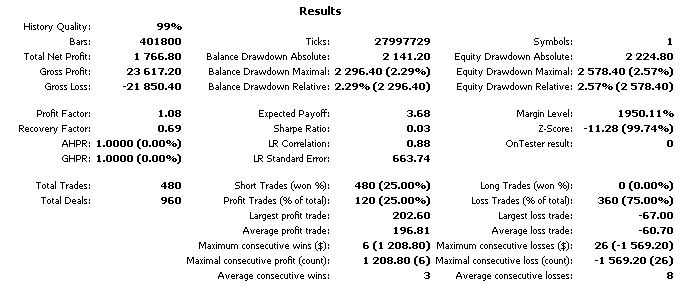 Results
History Quality: 99%
Bars: 401800 Ticks: 27997729 Symbols: 1
Total Net Profit: 1 766.80 Balance Drawdown Absolute: 2 141.20 Equity Drawdown Absolute: 2 224.80
Gross Profit: 23 617.20 Balance Drawdown Maximal: 2 296.40 (2.29%) Equity Drawdown Maximal: 2 578.40 (2.57%)
Gross Loss: -21 850.40 Balance Drawdown Relative: 2.29% (2 296.40) Equity Drawdown Relative: 2.57% (2 578.40)
Profit Factor: 1.08 Expected Payoff: 3.68 Margin Level: 1950.11%
Recovery Factor: 0.69 Sharpe Ratio: 0.03 Z-Score: -11.28 (99.74%)
AHPR: 1.0000 (0.00%) LR Correlation: 0.88 OnTester result: 0
GHPR: 1.0000 (0.00%) LR Standard Error: 663.74
Total Trades: 480 Short Trades (won %): 480 (25.00%) Long Trades (won %): 0 (0.00%)
Total Deals: 960 Profit Trades (% of total): 120 (25.00%) Loss Trades (% of total): 360 (75.00%)
Largest profit trade: 202.60 Largest loss trade: -67.00
Average profit trade: 196.81 Average loss trade: -60.70
Maximum consecutive wins ($): 6 (1 208.80) Maximum consecutive losses ($): 26 (-1 569.20)
Maximal consecutive profit (count): 1 208.80 (6) Maximal consecutive loss (count): -1 569.20 (26)
Average consecutive wins: 3 Average consecutive losses: 8